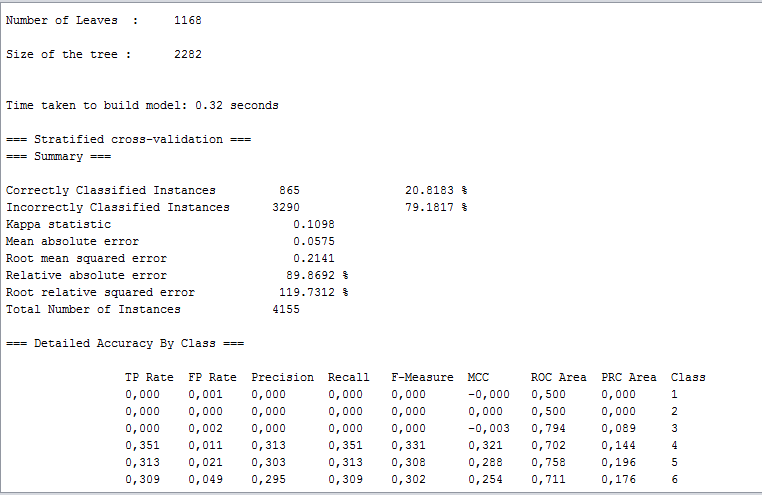 Number of Leaves : 1168
Size of the tree : 2282
Time taken to build model: 0.32 seconds
=== Stratified cross-validation ===
=== Summary ===
Correctly Classified Instances 865 20.8183 %
Incorrectly Classified Instances 3290 79.1817 %
Kappa statistic 0.1098
Mean absolute error 0.0575
Root mean squared error 0.2141
Relative absolute error 89.8692 %
Root relative squared error 119.7312 %
Total Number of Instances 4155
=== Detailed Accuracy By Class ===
TP Rate FP Rate Precision Recall F-Measure MCC ROC Area PRC Area Class
0,000 0,001 0,000 0,000 0,000 -0,000 0,500 0,000 1
0,000 0,000 0,000 0,000 0,000 0,000 0,500 0,000 2
0,000 0,002 0,000 0,000 0,000 -0,003 0,794 0,089 3
0,351 0,011 0,313 0,351 0,331 0,321 0,702 0,144 4
0,313 0,021 0,303 0,313 0,308 0,288 0,758 0,196 5
0,309 0,049 0,295 0,309 0,302 0,254 0,711 0,176 6